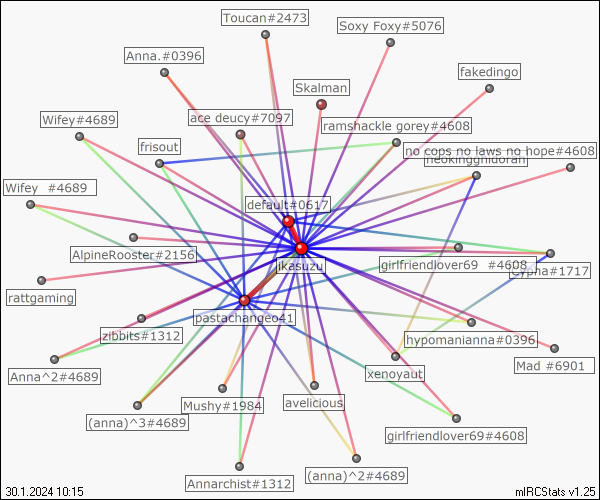 Toucan#2473
Soxy Foxy#5076
Anna.#0396
fakedingo
Skalman
Wifey#4689
ace deucy#7097
ramshackle gorey#4608
frisout
no cops no laws no hope#4608
neokingghidorah
Wifey #4689
default#0617
AlpineRooster#2156
jkasuzu
girlfriendlover69 #4608
cypha#1717
rattgaming
pastachangeo41
zibbits#1312
hypomanianna#0396
Anna^2#4689
xenoyaut
Mad #6901
Mushy#1984
avelicious
(anna)^3#4689
girlfriendlover69#4608
Annarchist#1312
(anna)^2#4689
30.1.2024 10:15
mIRCStats v1.25